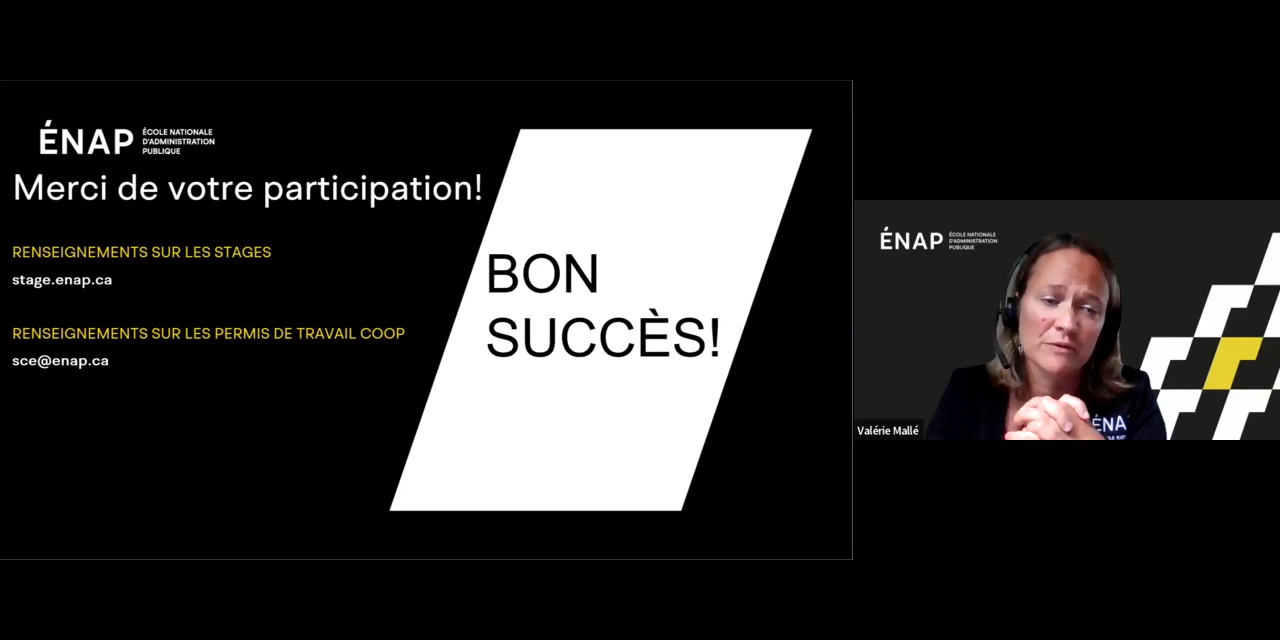 ÉNAP
ÉCOLE NATIONALE
D'ADMINISTRATION
PUBLIQUE
Merci de votre participation!
RENSEIGNEMENTS SUR LES STAGES
stage.enap.ca
RENSEIGNEMENTS SUR LES PERMIS DE TRAVAIL COOP
sce@enap.ca
BON
SUCCÈS!
ÉNAP
ÉCOLE NATIONALE
D'ADMINISTRATION
PUBLIQUE
ÉNA
Valérie Mallé